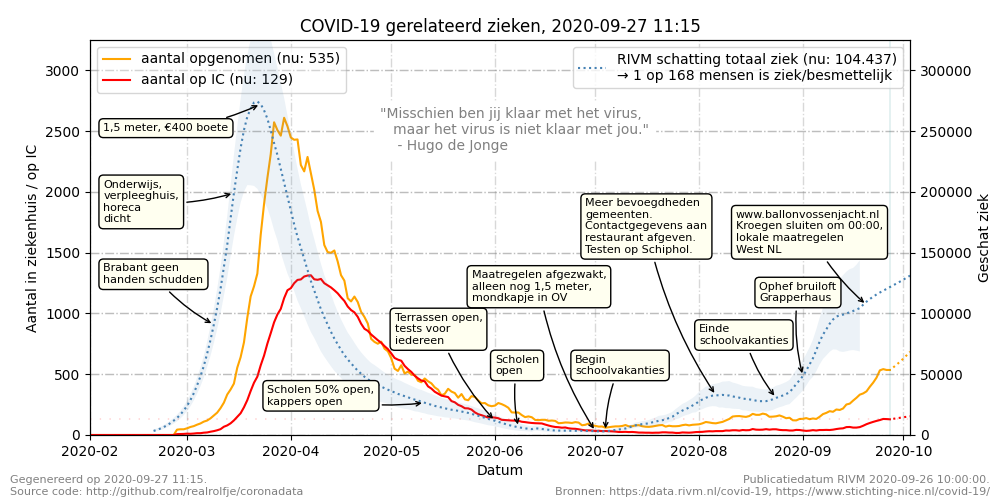 COVID-19 gerelateerd zieken, 2020-09-27 11:15
aantal opgenomen (nu: 535)
aantal op IC (nu: 129)
RIVM schatting totaal ziek (nu: 104.437)
→ 1 op 168 mensen is ziek/besmettelijk
"Misschien ben jij klaar met het virus,
maar het virus is niet klaar met jou."
- Hugo de Jonge
1,5 meter, €400 boete
Onderwijs,
verpleeghuis,
horeca
dicht
Brabant geen
handen schudden
Scholen 50% open,
kappers open
Terrassen open,
tests voor
iedereen
Maatregelen afgezwakt,
alleen nog 1,5 meter,
mondkapje in OV
Scholen
open
Begin
schoolvakanties
Meer bevoegdheden
gemeenten.
Contactgegevens aan
restaurant afgeven.
Testen op Schiphol.
Einde
schoolvakanties
Ophef bruiloft
Grapperhaus
www.ballonvossenjacht.nl
Kroegen sluiten om 00:00,
lokale maatregelen
West NL
Aantal in ziekenhuis / op IC
3000
2500
2000
1500
1000
500
0
Geschat ziek
300000
250000
200000
150000
100000
50000
0
2020-02
2020-03
2020-04
2020-05
2020-06
2020-07
2020-08
2020-09
2020-10
Datum
Gegenereerd op 2020-09-27 11:15.
Source code: http://github.com/realrolfje/coronadata
Publicatiedatum RIVM 2020-09-26 10:00:00.
Bronnen: https://data.rivm.nl/covid-19, https://www.stichting-nice.nl/covid-19/